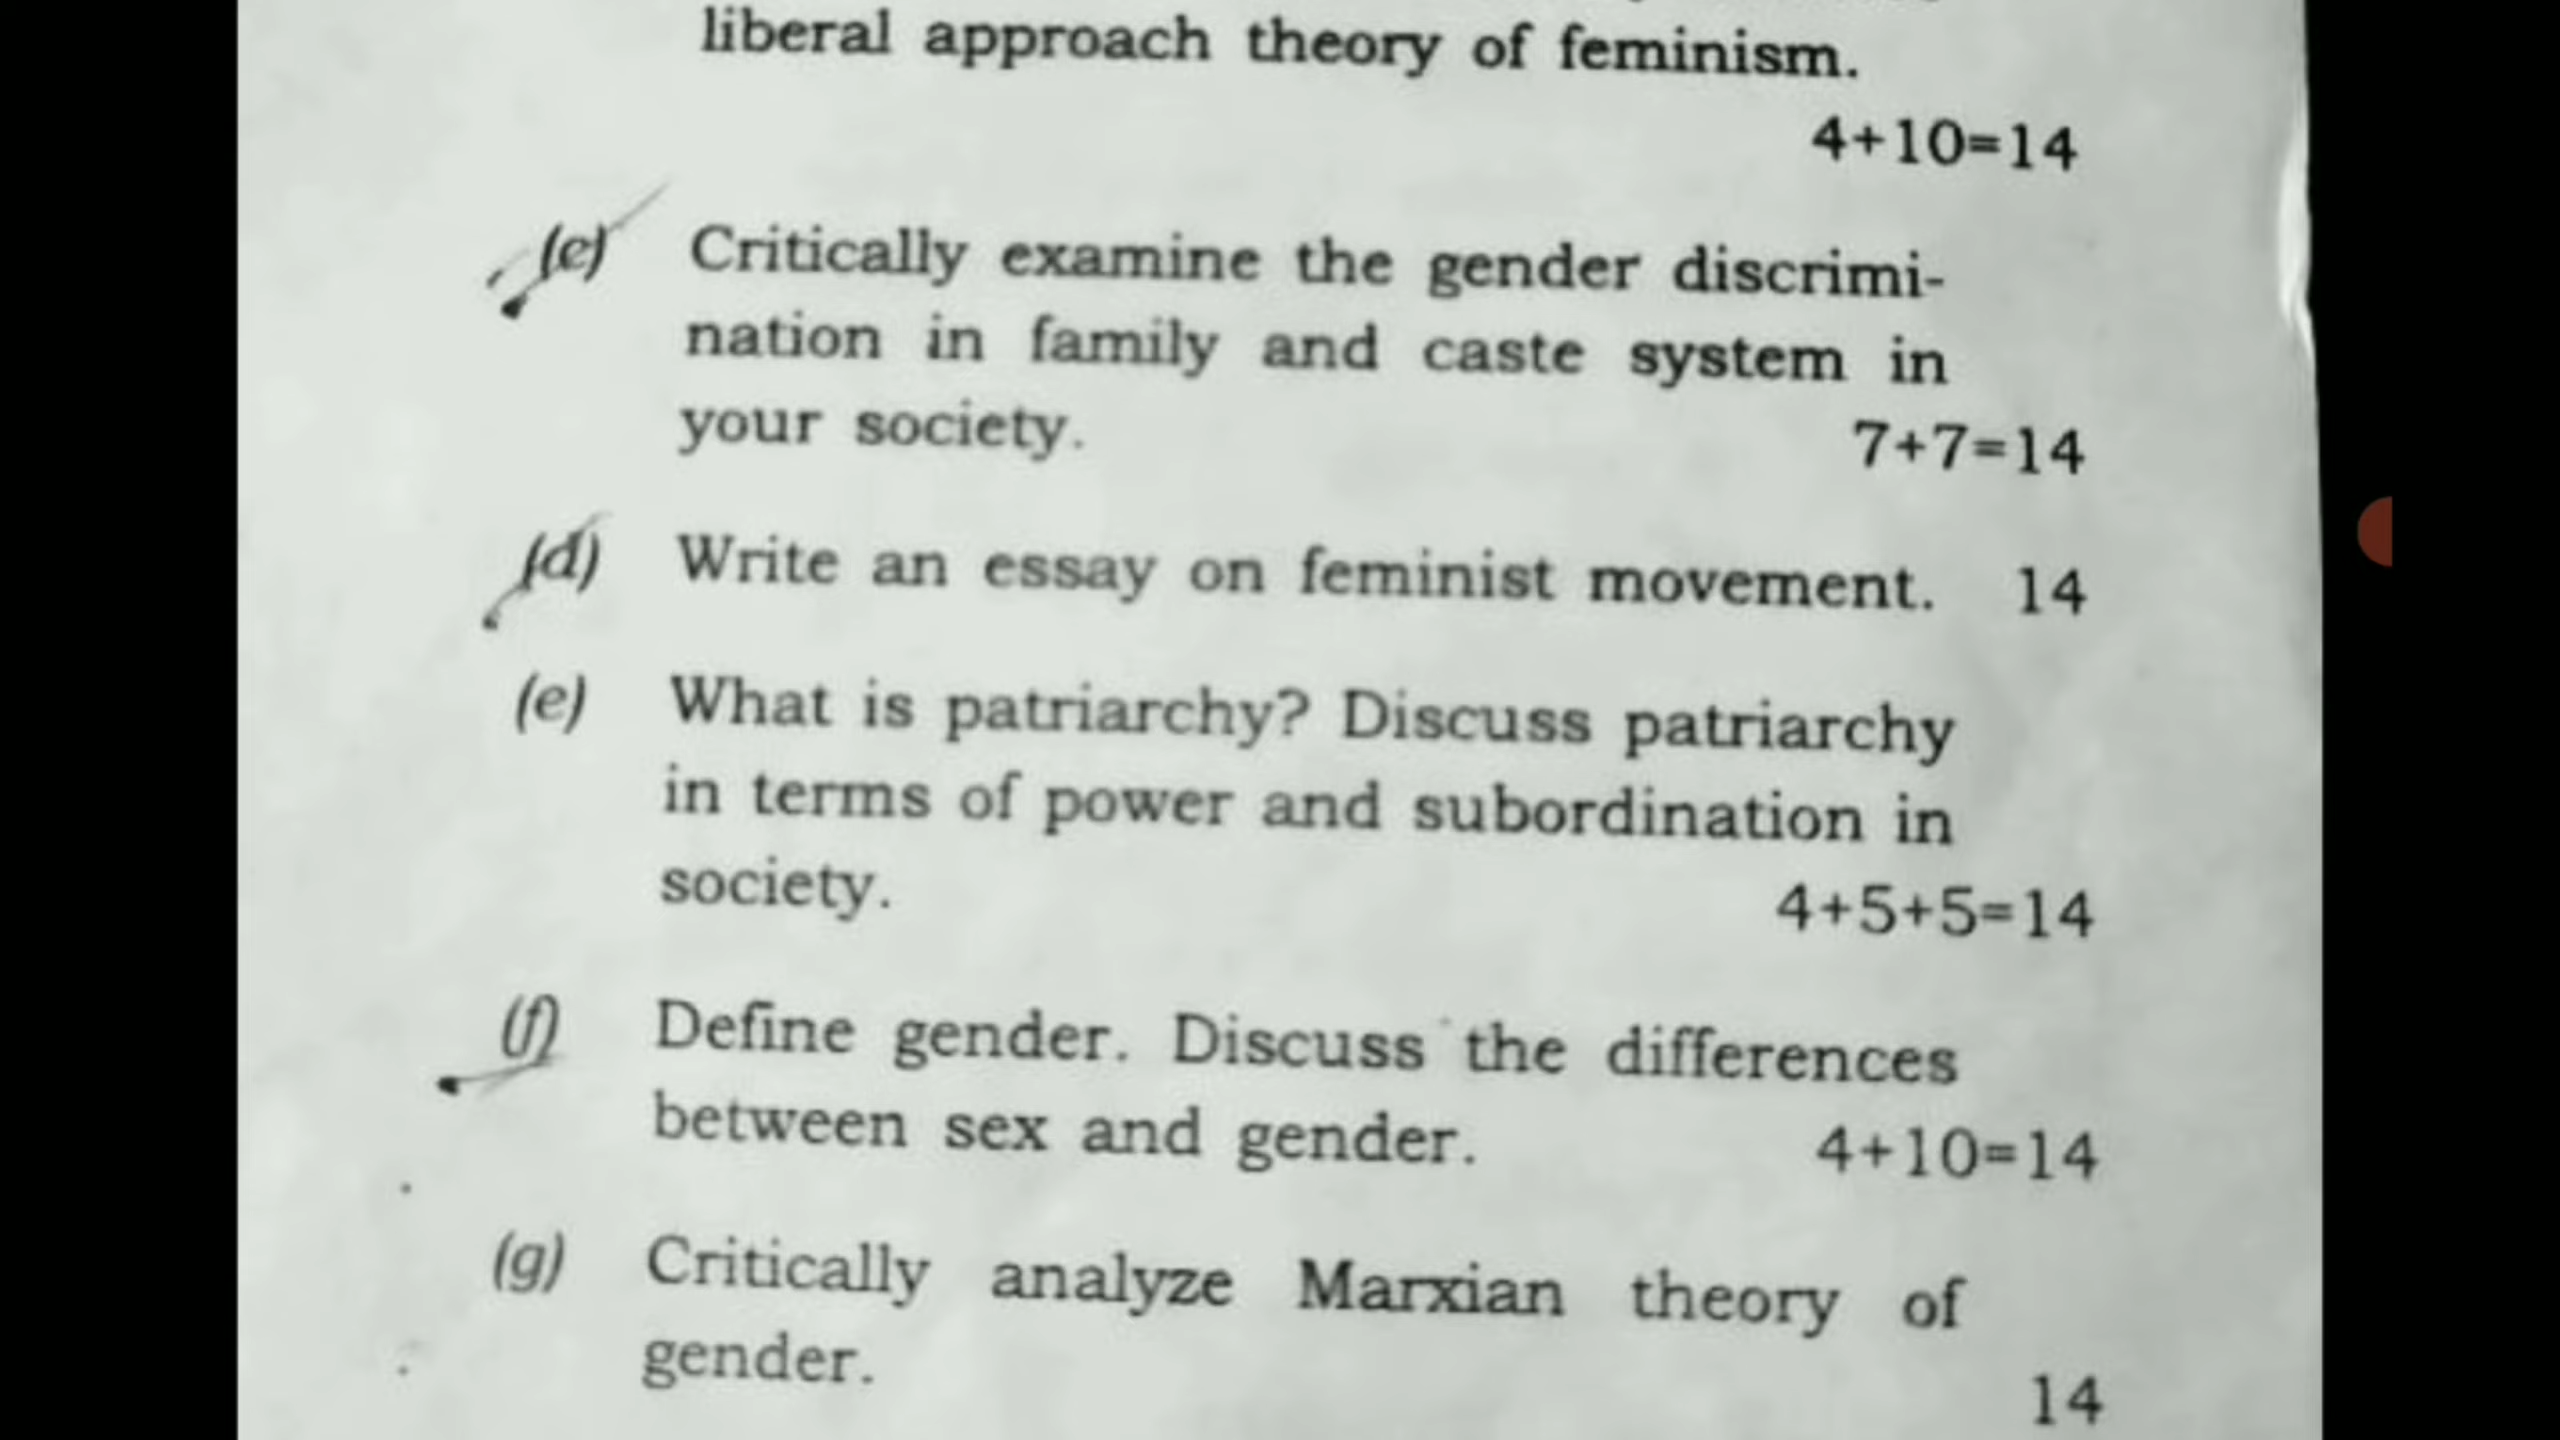 liberal approach theory of feminism.
4+10=14
(c) Critically examine the gender discrimi-
nation in family and caste system in
your society. 7+7=14
(d) Write an essay on feminist movement. 14
(e) What is patriarchy? Discuss patriarchy
in terms of power and subordination in
society. 4+5+5=14
(f) Define gender. Discuss the differences
between sex and gender. 4+10=14
(g) Critically analyze Marxian theory of
gender.
14